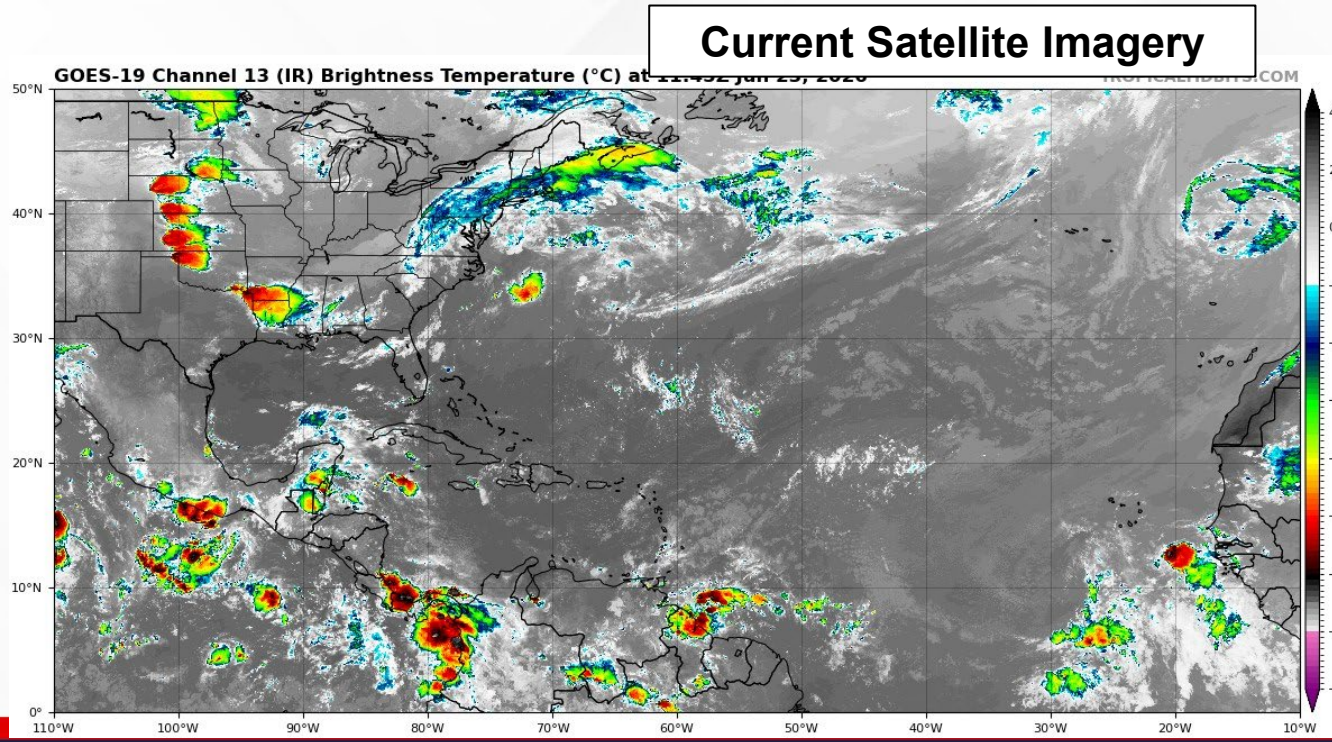 Current Satellite Imagery
GOES-19 Channel 13 (IR) Brightness Temperature (°C) at
TROPICALTIDBITS.COM
50°N
40°N
30°N
20°N
10°N
0°
110°W 100°W 90°W 80°W 70°W 60°W 50°W 40°W 30°W 20°W 10°W